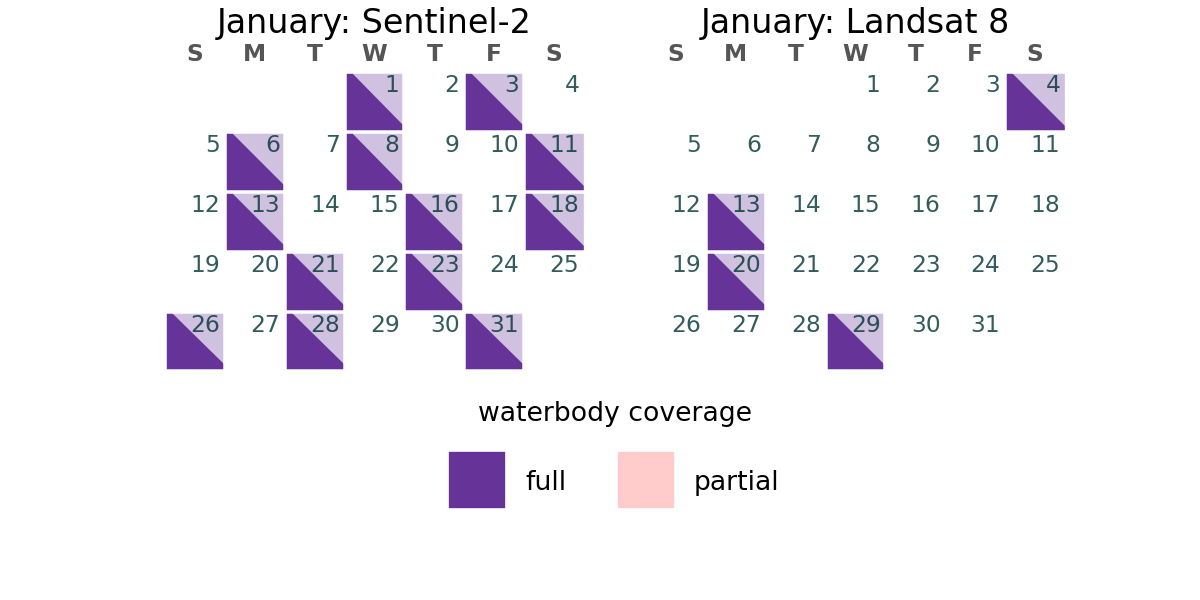 January: Sentinel-2
S M T W T F S
1 2 3 4
5 6 7 8 9 10 11
12 13 14 15 16 17 18
19 20 21 22 23 24 25
26 27 28 29 30 31
January: Landsat 8
S M T W T F S
1 2 3 4
5 6 7 8 9 10 11
12 13 14 15 16 17 18
19 20 21 22 23 24 25
26 27 28 29 30 31
waterbody coverage
full partial